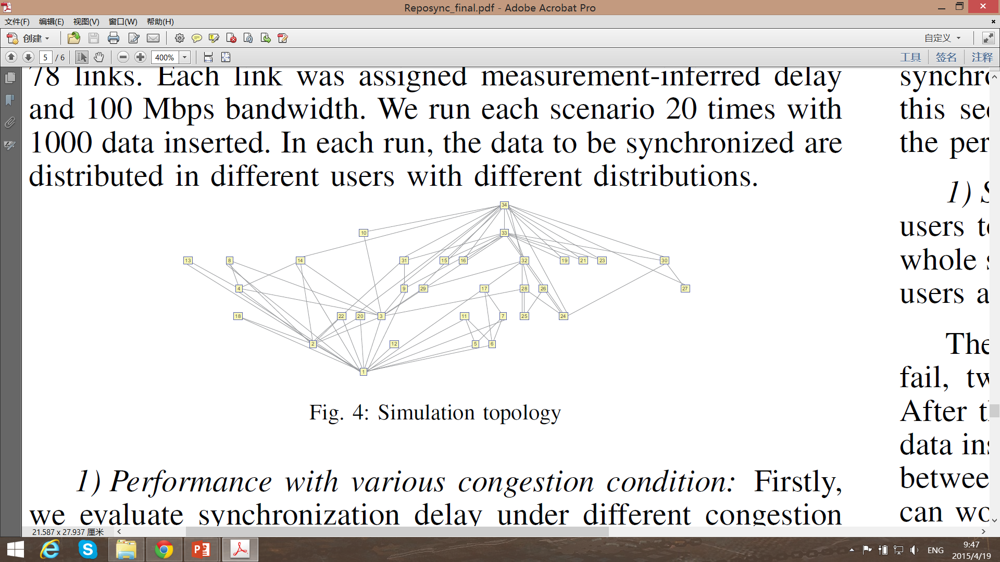 Reposync_final.pdf - Adobe Acrobat Pro
文件(F) 编辑(E) 视图(V) 窗口(W) 帮助(H)
创建 自定义
5 / 6 400% 工具 签名 注释
78 links. Each link was assigned measurement-inferred delay
and 100 Mbps bandwidth. We run each scenario 20 times with
1000 data inserted. In each run, the data to be synchronized are
distributed in different users with different distributions.
34
10 33
13 8 14 31 15 16 32 19 21 23 30
4 9 29 17 28 26 27
18 22 20 3 11 7 25 24
2 12 5 6
1
Fig. 4: Simulation topology
1) Performance with various congestion condition: Firstly,
we evaluate synchronization delay under different congestion
this
the per
1) S
users
whole
users a
The
fail, tw
After
data ins
between
can wo
21.587 x 27.937 厘米
ENG
9:47
2015/4/19